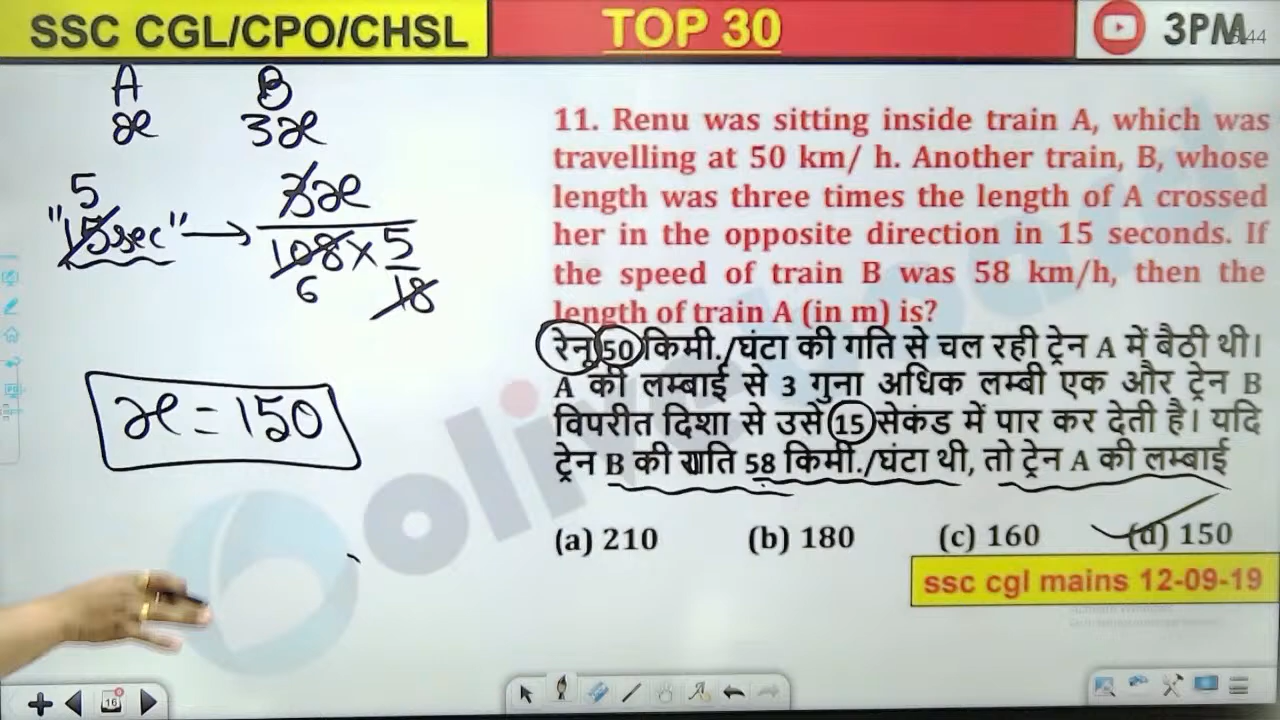 SSC CGL/CPO/CHSL
TOP 30
3PM
A B
x 3x
5
"15sec" → 3x
108 × 5
6 18
x = 150
11. Renu was sitting inside train A, which was
travelling at 50 km/ h. Another train, B, whose
length was three times the length of A crossed
her in the opposite direction in 15 seconds. If
the speed of train B was 58 km/h, then the
length of train A (in m) is?
रेनू 50 किमी./घंटा की गति से चल रही ट्रेन A में बैठी थी।
A की लम्बाई से 3 गुना अधिक लम्बी एक और ट्रेन B
विपरीत दिशा से उसे 15 सेकंड में पार कर देती है। यदि
ट्रेन B की गति 58 किमी./घंटा थी, तो ट्रेन A की लम्बाई
(a) 210 (b) 180 (c) 160 (d) 150
ssc cgl mains 12-09-19
oliveboard
16